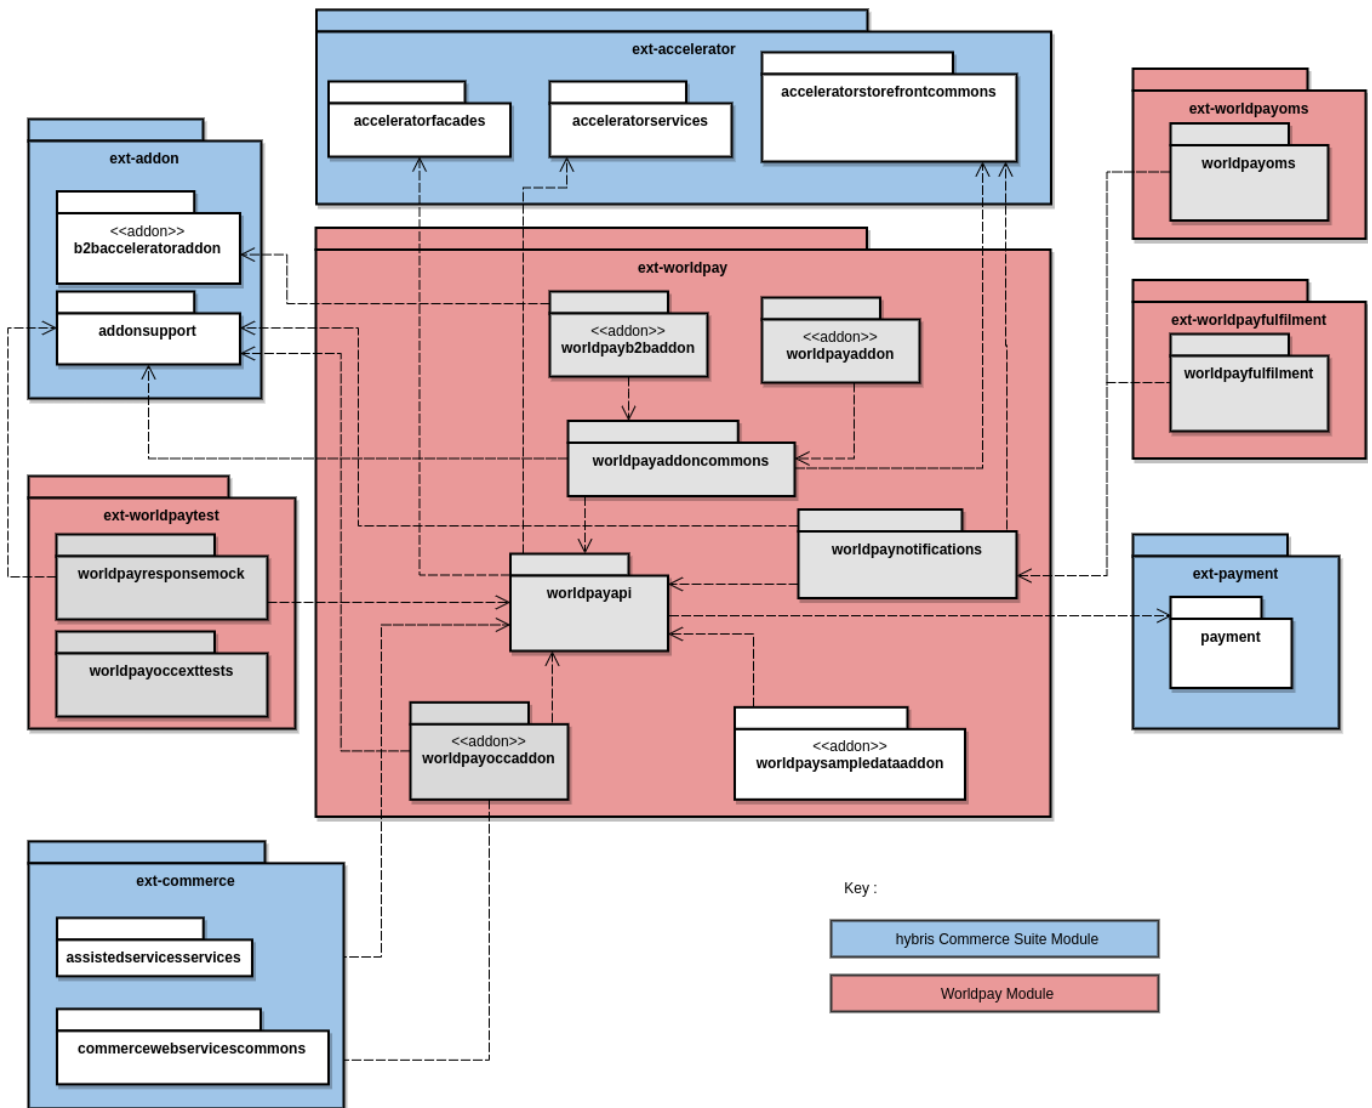 ext-accelerator
acceleratorfacades
acceleratorservices
acceleratorstorefrontcommons
ext-addon
<<addon>>
b2bacceleratoraddon
addonsupport
ext-worldpayoms
worldpayoms
ext-worldpay
<<addon>>
worldpayb2baddon
<<addon>>
worldpayaddon
worldpayaddoncommons
worldpaynotifications
worldpayapi
<<addon>>
worldpayoccaddon
<<addon>>
worldpaysampledataaddon
ext-worldpayfulfilment
worldpayfulfilment
ext-worldpaytest
worldpayresponsemock
worldpayoccexttests
ext-payment
payment
ext-commerce
assistedservicesservices
commercewebservicescommons
Key :
hybris Commerce Suite Module
Worldpay Module